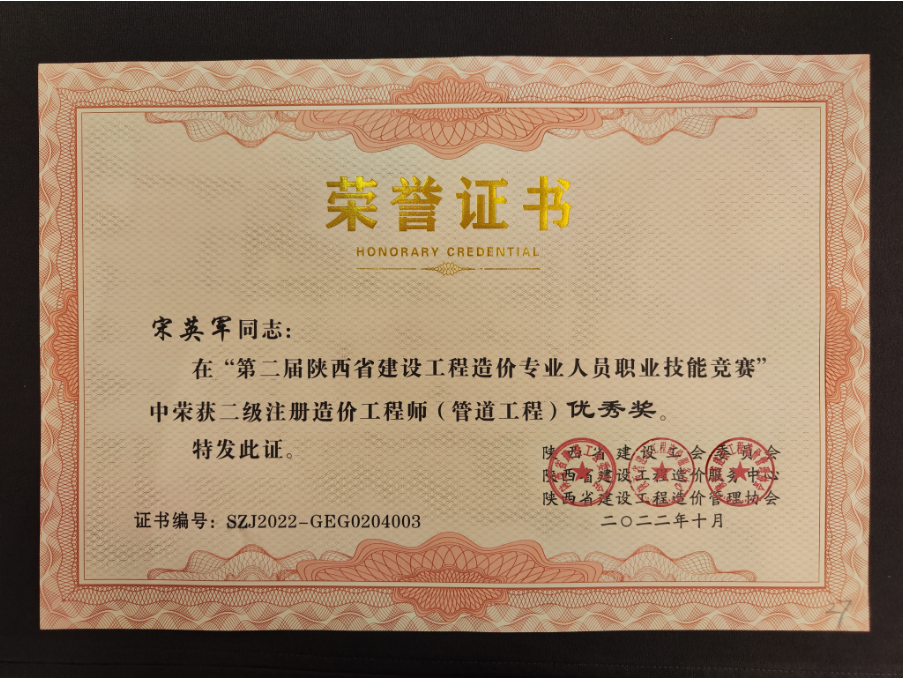 荣誉证书
HONORARY CREDENTIAL
宋英军同志：
在“第二届陕西省建设工程造价专业人员职业技能竞赛”
中荣获二级注册造价工程师（管道工程）优秀奖。
特发此证。
陕西省建设工会委员会
陕西省建设工程造价服务中心
陕西省建设工程造价管理协会
证书编号：SZJ2022-GEG0204003
二〇二二年十月
27